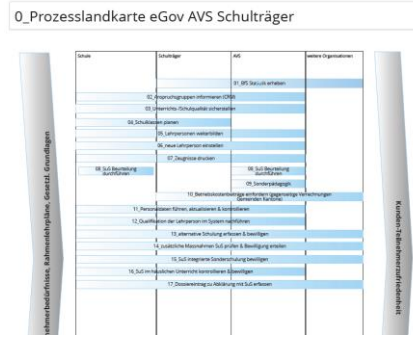 0_Prozesslandkarte eGov AVS Schulträger
Schule
Schulträger
AVS
weitere Organisationen
01_BfS StatLuzik erheben
02_Anspruchsgruppen informieren (CRM)
03_Unterrichts-/Schulqualität sicherstellen
04_Schulklassen planen
05_Lehrpersonen weiterbilden
06_neue Lehrperson einstellen
07_Zeugnisse drucken
08_SuS Beurteilung
durchführen
08_SuS Beurteilung
durchführen
09_Sonderpädagogik
10_Betriebskostenbeiträge einfordern (gegenseitige Verrechnungen
Gemeinden Kantone)
11_Personaldaten führen, aktualisieren & kontrollieren
12_Qualifikation der Lehrperson im System nachführen
13_alternative Schulung erfassen & bewilligen
14_zusätzliche Massnahmen SuS prüfen & Bewilligung erteilen
15_SuS integrierte Sonderschulung bewilligen
16_SuS im häuslichen Unterricht kontrollieren & bewilligen
17_Dossiereintrag zu Abklärung mit SuS erfassen
nehmerbedürfnisse, Rahmenlehrpläne, Gesetzl. Grundlagen
Kunden-Teilnehmerzufriedenheit